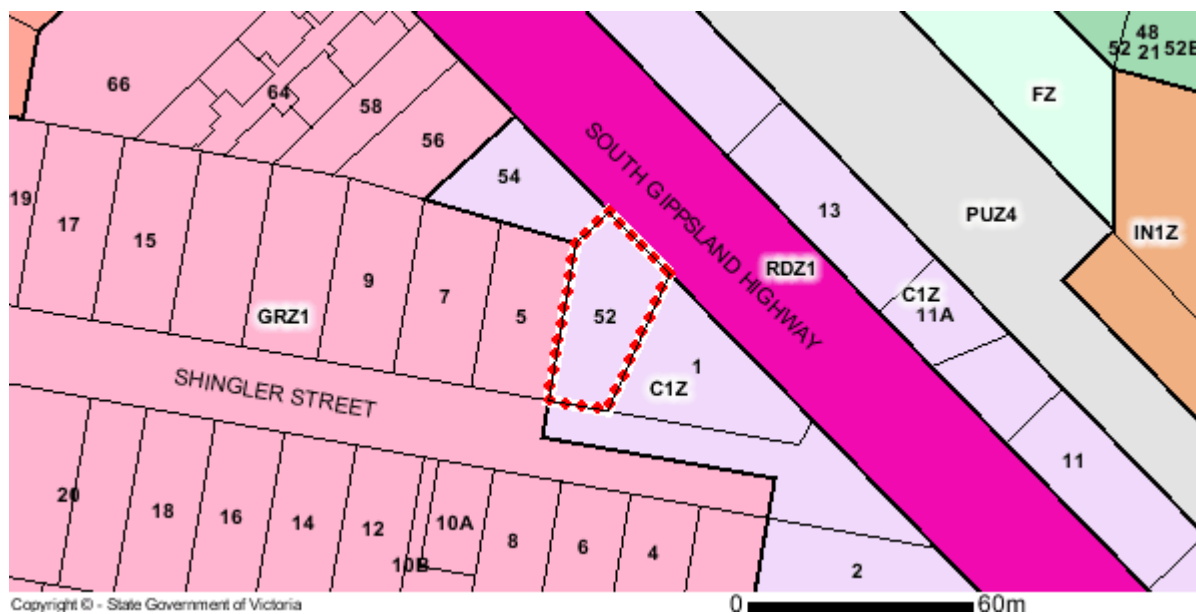 48
52 21 52B
66
64
58
FZ
56
54
SOUTH GIPPSLAND HIGHWAY
19
17
15
13
PUZ4
IN1Z
RDZ1
9
7
5
52
GRZ1
C1Z
11A
1
C1Z
SHINGLER STREET
11
20
18
16
14
12
10A
10B
8
6
4
2
Copyright © - State Government of Victoria
0 60m